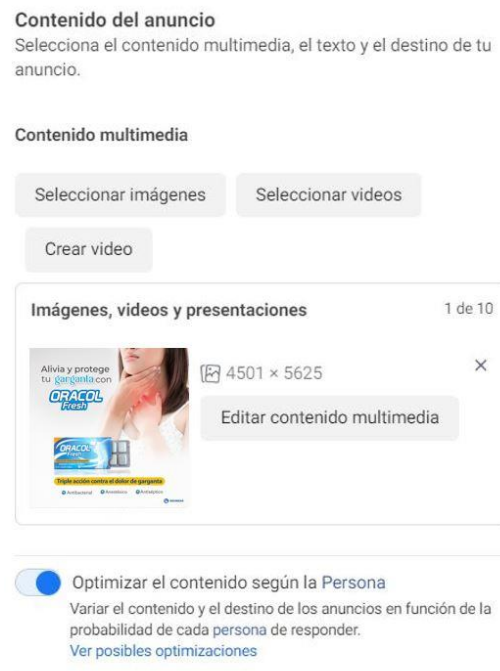 Contenido del anuncio
Selecciona el contenido multimedia, el texto y el destino de tu
anuncio.
Contenido multimedia
Seleccionar imágenes
Seleccionar videos
Crear video
Imágenes, videos y presentaciones
1 de 10
Alivia y protege
tu garganta con
ORACOL
Fresh
ORACOL
Fresh
Triple acción contra el dolor de garganta
Antibacterial
Anestésico
Antiséptico
4501 × 5625
Editar contenido multimedia
Optimizar el contenido según la Persona
Variar el contenido y el destino de los anuncios en función de la
probabilidad de cada persona de responder.
Ver posibles optimizaciones